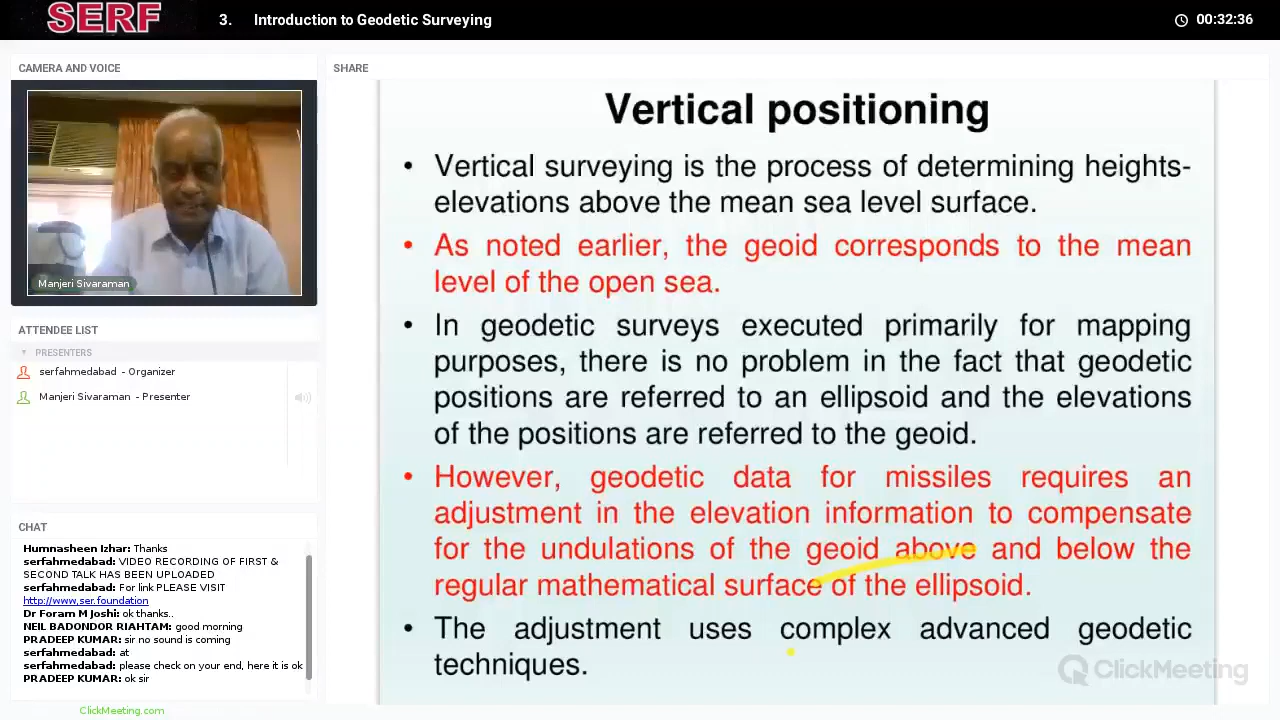 SERF
3. Introduction to Geodetic Surveying
00:32:36
CAMERA AND VOICE
Manjeri Sivaraman
ATTENDEE LIST
PRESENTERS
serfahmedabad - Organizer
Manjeri Sivaraman - Presenter
CHAT
Humnasheen Izhar: Thanks
serfahmedabad: VIDEO RECORDING OF FIRST &
SECOND TALK HAS BEEN UPLOADED
serfahmedabad: For link PLEASE VISIT
http://www.ser.foundation
Dr Foram M Joshi: ok thanks..
NEIL BADONDOR RIAHTAM: good morning
PRADEEP KUMAR: sir no sound is coming
serfahmedabad: at
serfahmedabad: please check on your end, here it is ok
PRADEEP KUMAR: ok sir
ClickMeeting.com
SHARE
Vertical positioning
• Vertical surveying is the process of determining heights-
elevations above the mean sea level surface.
• As noted earlier, the geoid corresponds to the mean
level of the open sea.
• In geodetic surveys executed primarily for mapping
purposes, there is no problem in the fact that geodetic
positions are referred to an ellipsoid and the elevations
of the positions are referred to the geoid.
• However, geodetic data for missiles requires an
adjustment in the elevation information to compensate
for the undulations of the geoid above and below the
regular mathematical surface of the ellipsoid.
• The adjustment uses complex advanced geodetic
techniques.
ClickMeeting